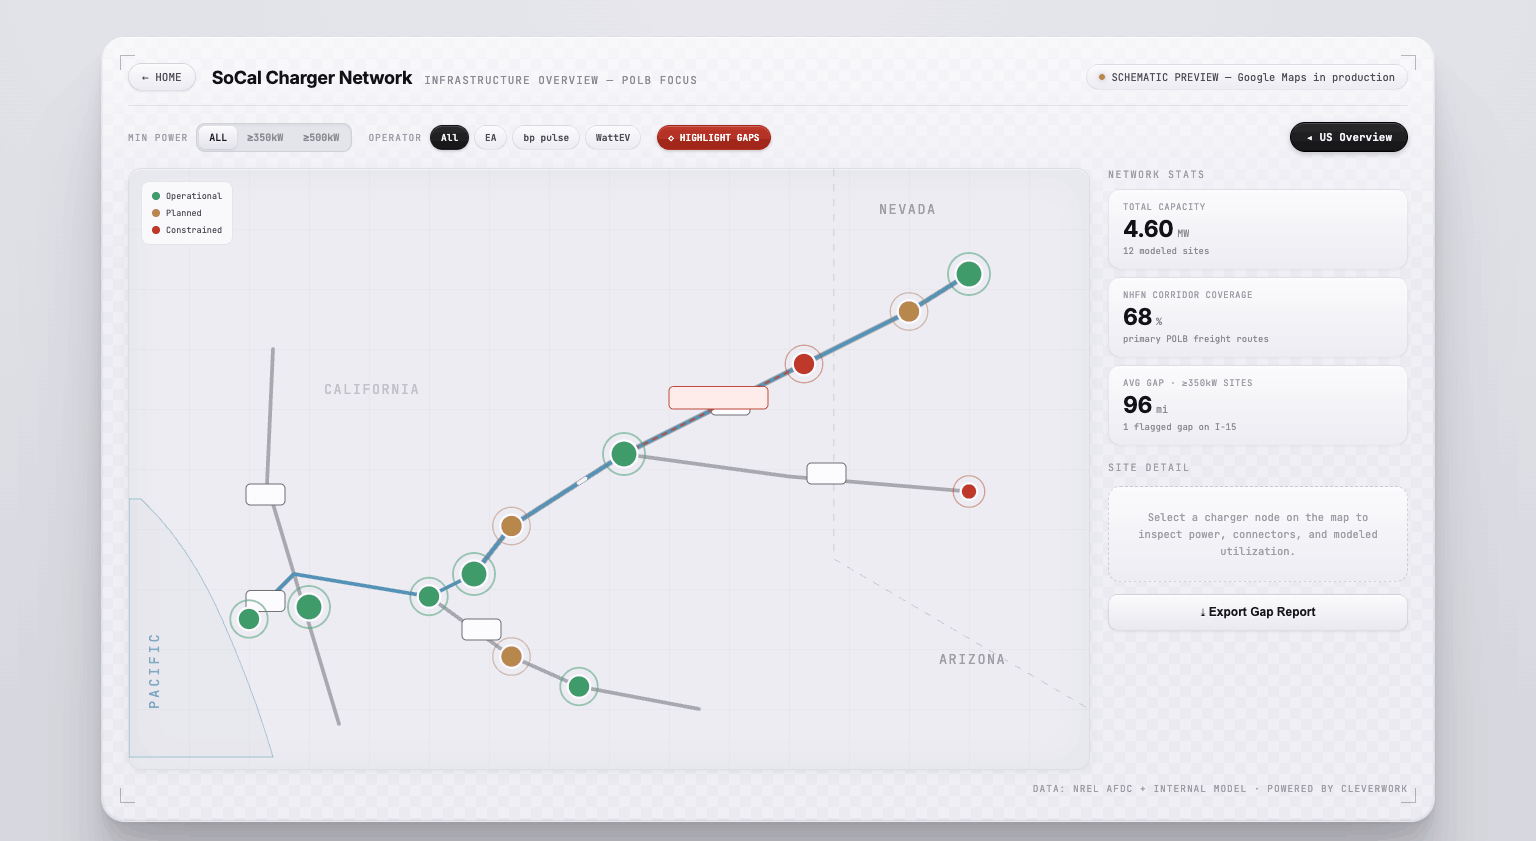 ← HOME
SoCal Charger Network
INFRASTRUCTURE OVERVIEW — POLB FOCUS
SCHEMATIC PREVIEW — Google Maps in production
MIN POWER
ALL
≥350kW
≥500kW
OPERATOR
All
EA
bp pulse
WattEV
◇ HIGHLIGHT GAPS
◂ US Overview
Operational
Planned
Constrained
NEVADA
CALIFORNIA
ARIZONA
PACIFIC
NETWORK STATS
TOTAL CAPACITY
4.60 MW
12 modeled sites
NHFN CORRIDOR COVERAGE
68 %
primary POLB freight routes
AVG GAP · ≥350kW SITES
96 mi
1 flagged gap on I-15
SITE DETAIL
Select a charger node on the map to
inspect power, connectors, and modeled
utilization.
⤓ Export Gap Report
DATA: NREL AFDC + INTERNAL MODEL · POWERED BY CLEVERWORK